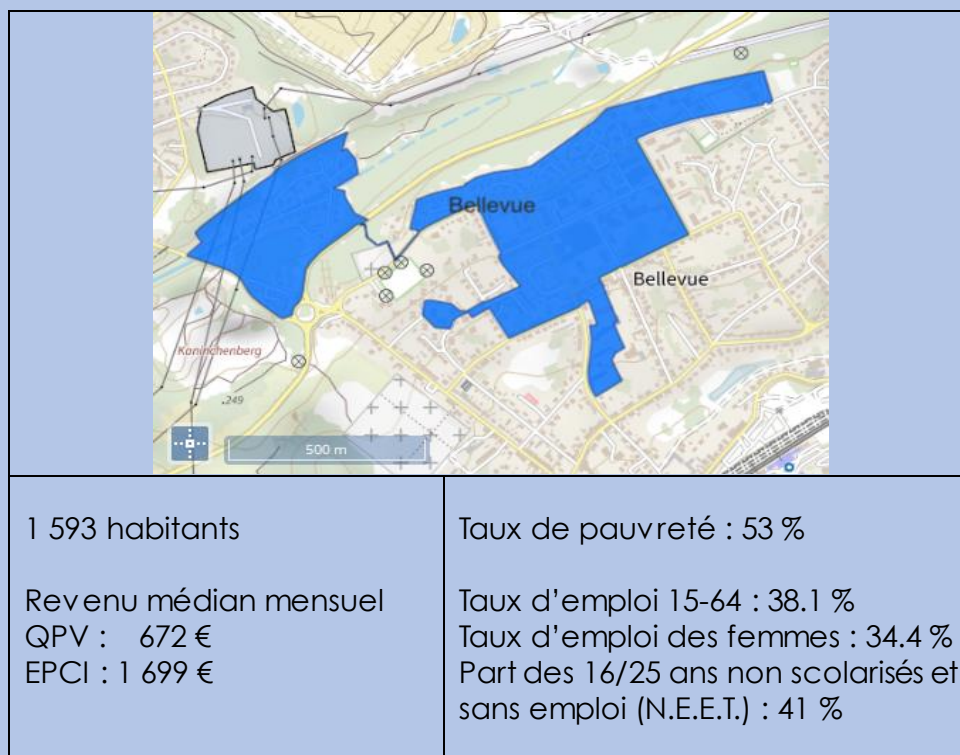 Bellevue
Bellevue
Koninchenberg
249
500 m
1 593 habitants
Revenu médian mensuel
QPV : 672 €
EPCI : 1 699 €
Taux de pauvreté : 53 %
Taux d’emploi 15-64 : 38.1 %
Taux d’emploi des femmes : 34.4 %
Part des 16/25 ans non scolarisés et
sans emploi (N.E.E.T.) : 41 %